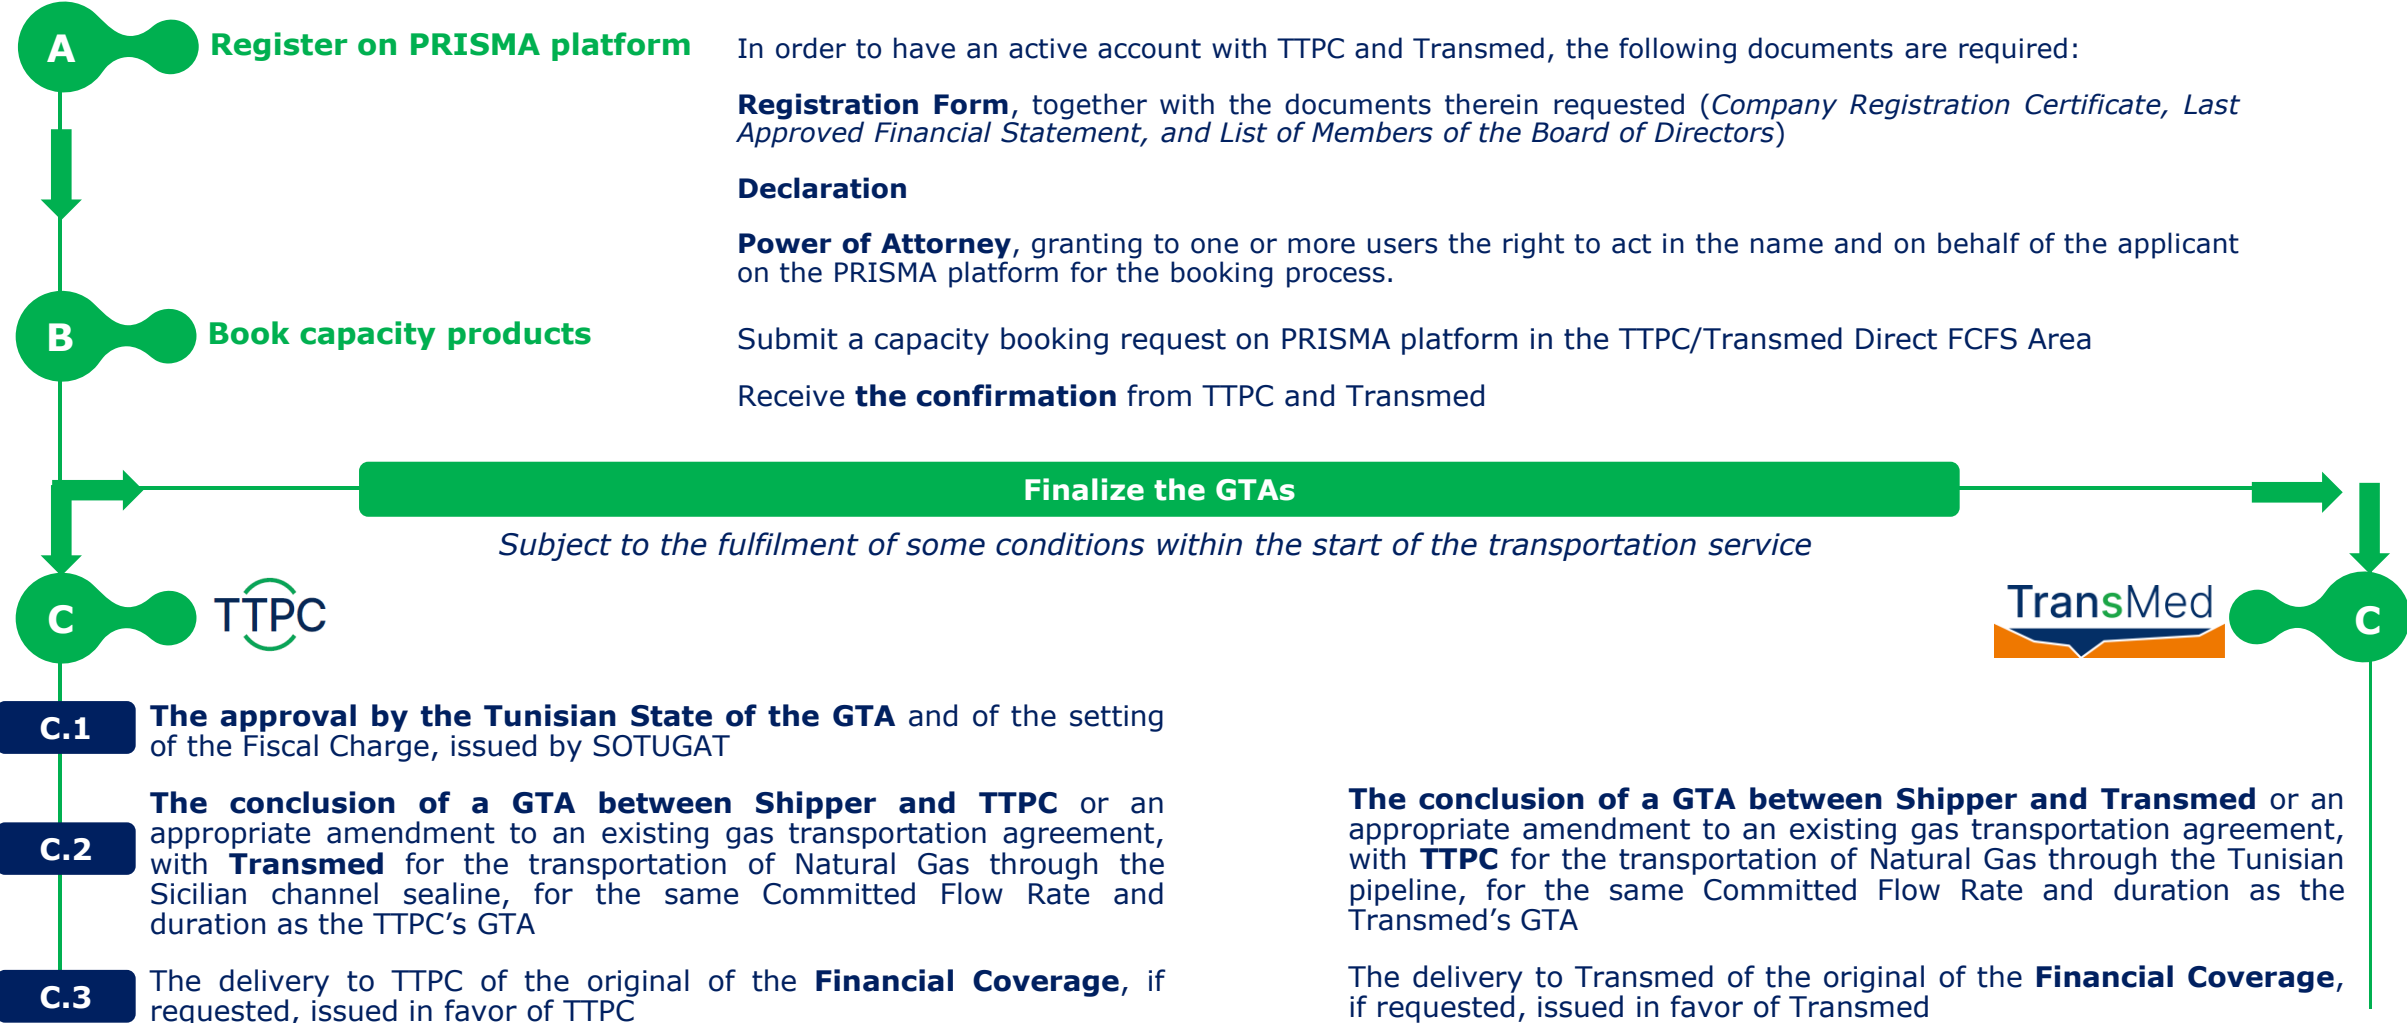 A
Register on PRISMA platform
In order to have an active account with TTPC and Transmed, the following documents are required:
Registration Form, together with the documents therein requested (Company Registration Certificate, Last
Approved Financial Statement, and List of Members of the Board of Directors)
Declaration
Power of Attorney, granting to one or more users the right to act in the name and on behalf of the applicant
on the PRISMA platform for the booking process.
B
Book capacity products
Submit a capacity booking request on PRISMA platform in the TTPC/Transmed Direct FCFS Area
Receive the confirmation from TTPC and Transmed
Finalize the GTAs
Subject to the fulfilment of some conditions within the start of the transportation service
C
TTPC
TransMed
C
C.1
The approval by the Tunisian State of the GTA and of the setting
of the Fiscal Charge, issued by SOTUGAT
C.2
The conclusion of a GTA between Shipper and TTPC or an
appropriate amendment to an existing gas transportation agreement,
with Transmed for the transportation of Natural Gas through the
Sicilian channel sealine, for the same Committed Flow Rate and
duration as the TTPC's GTA
The conclusion of a GTA between Shipper and Transmed or an
appropriate amendment to an existing gas transportation agreement,
with TTPC for the transportation of Natural Gas through the Tunisian
pipeline, for the same Committed Flow Rate and duration as the
Transmed's GTA
C.3
The delivery to TTPC of the original of the Financial Coverage, if
requested, issued in favor of TTPC
The delivery to Transmed of the original of the Financial Coverage,
if requested, issued in favor of Transmed